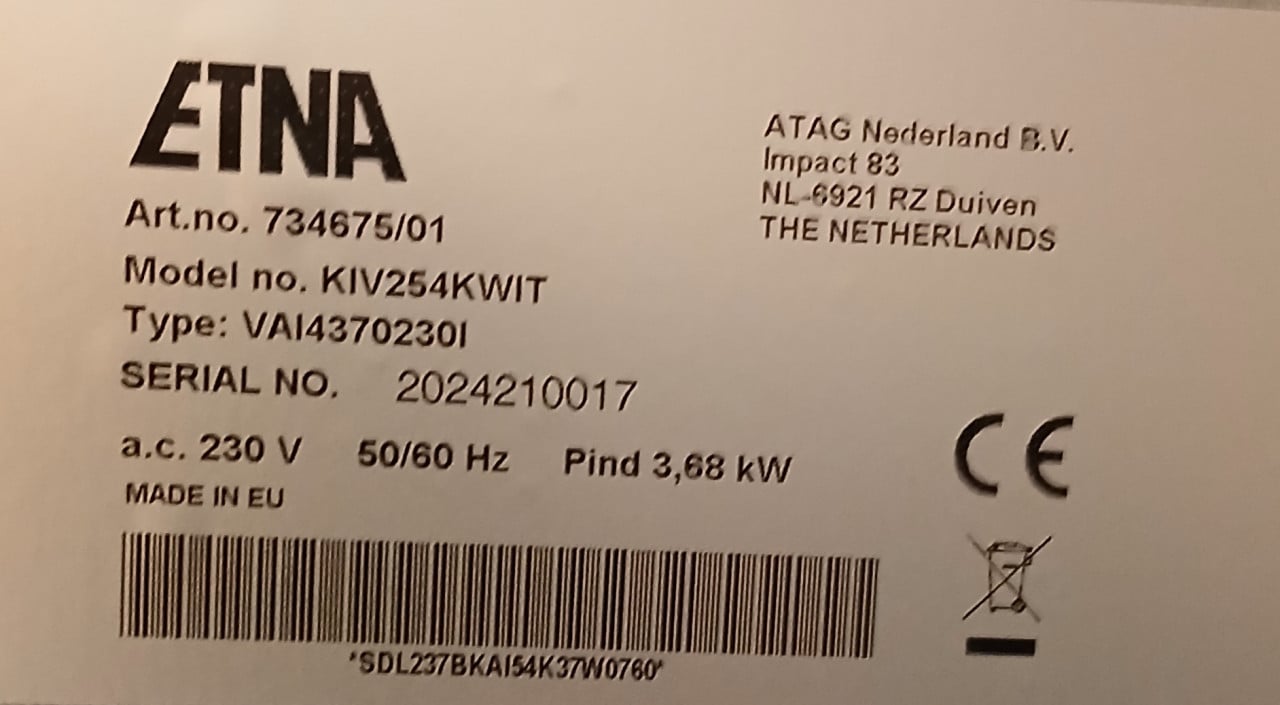 ETNA
Art.no. 734675/01
Model no. KIV254KWIT
Type: VAI4370230I
SERIAL NO. 2024210017
a.c. 230 V 50/60 Hz Pind 3,68 kW
MADE IN EU
*SDL237BKAI54K37W0760*
ATAG Nederland B.V.
Impact 83
NL-6921 RZ Duiven
THE NETHERLANDS
CE